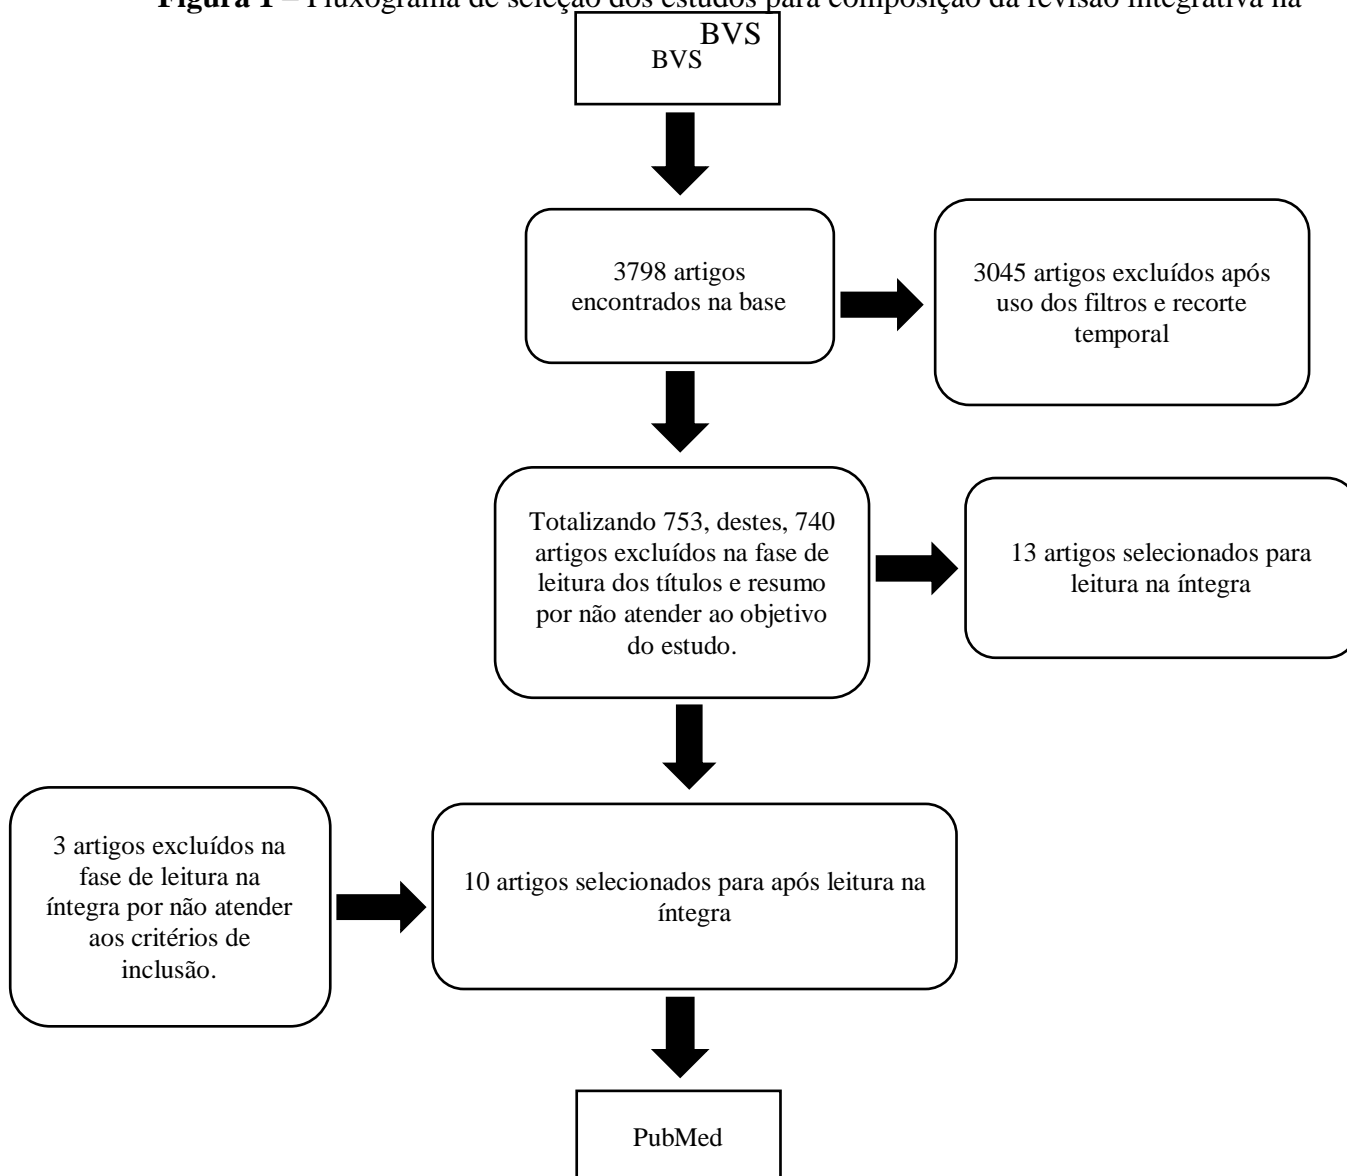 Figura 1 – Fluxograma de seleção dos estudos para composição da revisão integrativa na
BVS
BVS
3798 artigos
encontrados na base
3045 artigos excluídos após
uso dos filtros e recorte
temporal
Totalizando 753, destes, 740
artigos excluídos na fase de
leitura dos títulos e resumo
por não atender ao objetivo
do estudo.
13 artigos selecionados para
leitura na íntegra
3 artigos excluídos na
fase de leitura na
íntegra por não atender
aos critérios de
inclusão.
10 artigos selecionados para após leitura na
íntegra
PubMed